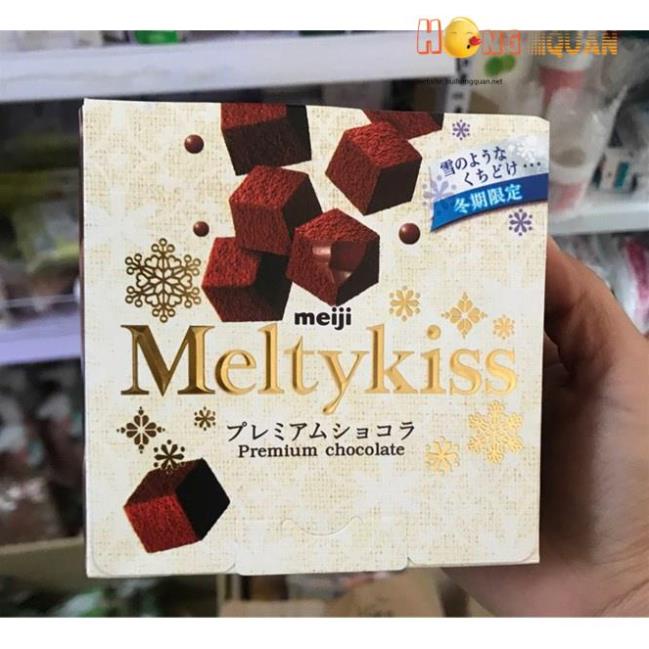 HONG QUAN
雪のような
くちどけ・・・
冬期限定
meiji
Meltykiss
プレミアムショコラ
Premium chocolate